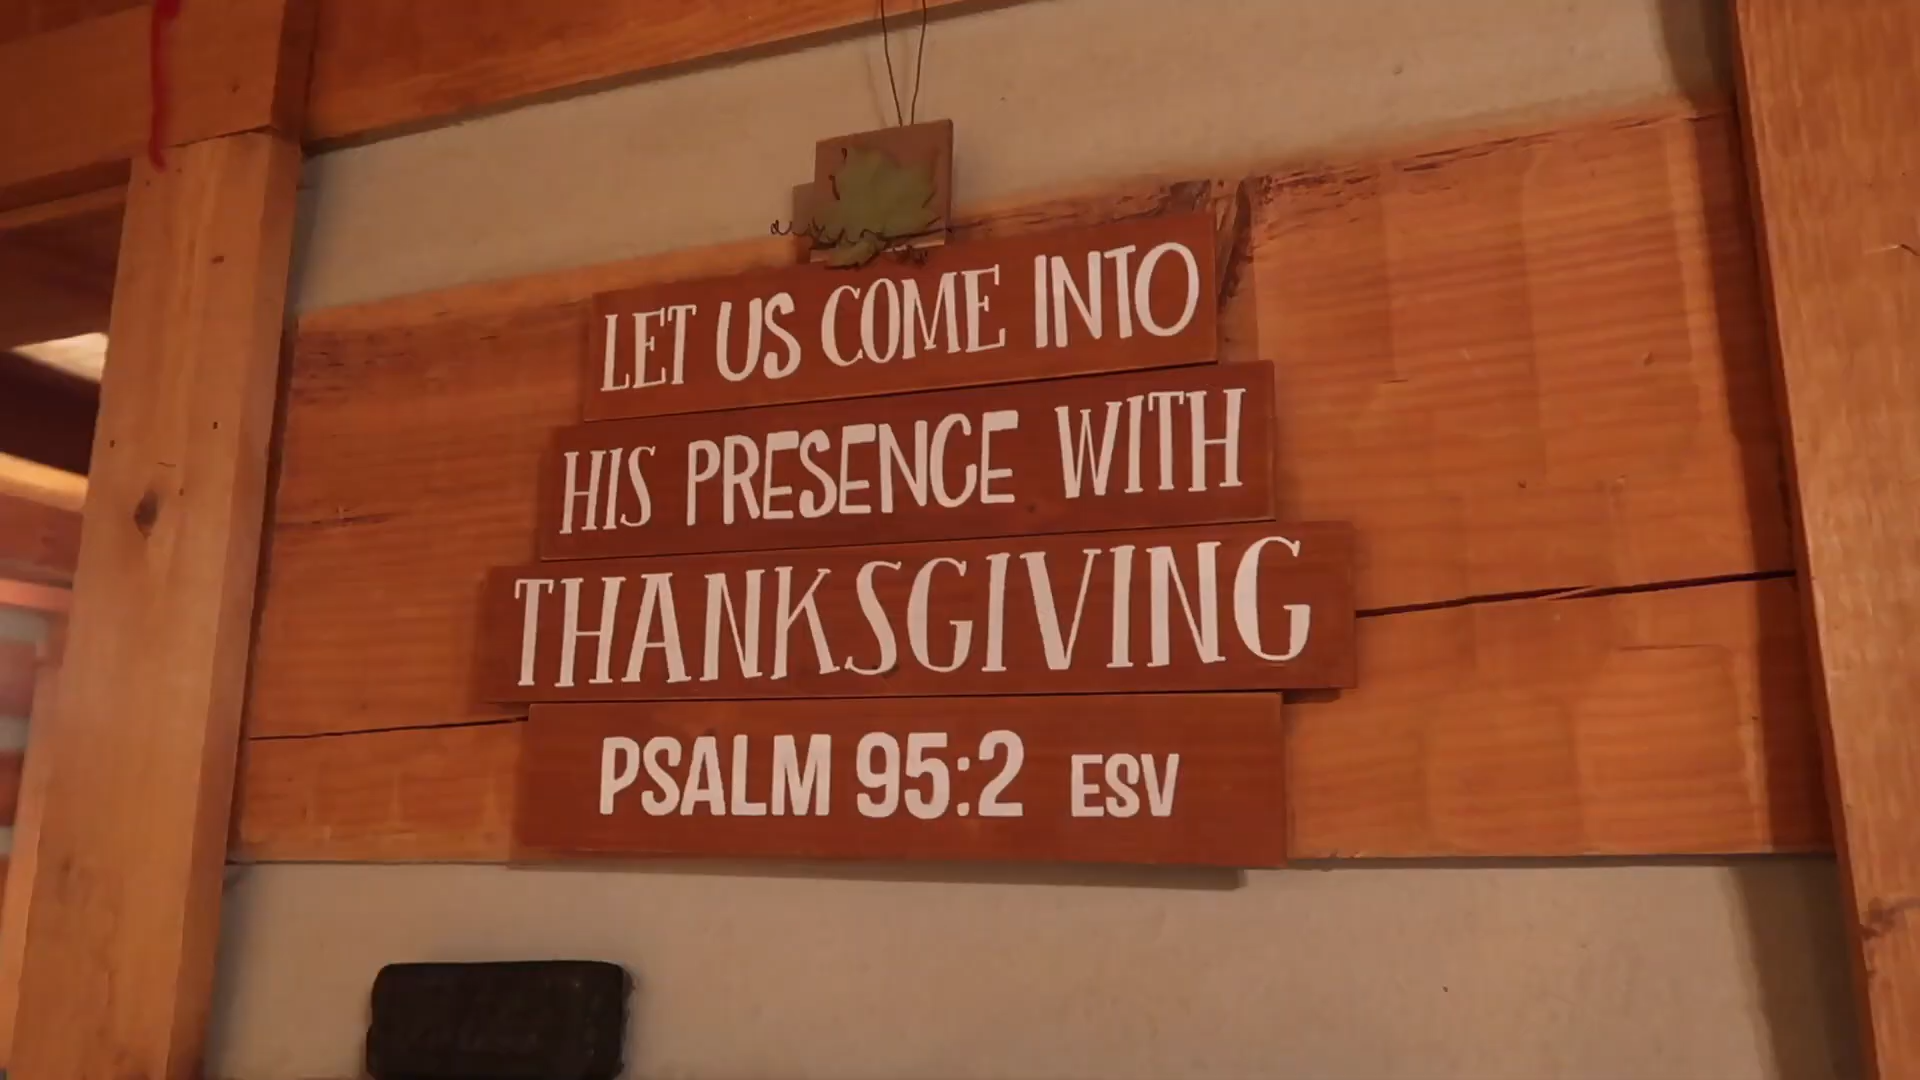 LET US COME INTO
HIS PRESENCE WITH
THANKSGIVING
PSALM 95:2 ESV